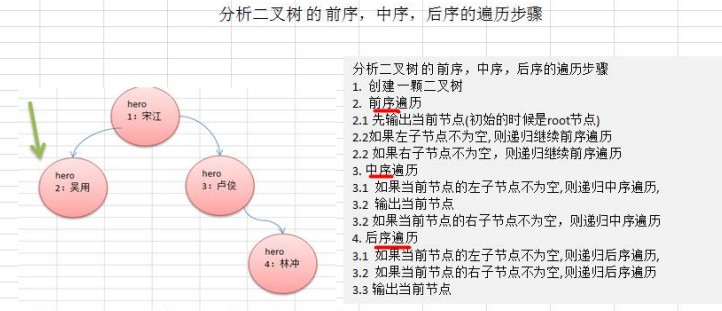 分析二叉树的前序，中序，后序的遍历步骤
hero
1：宋江
hero
2：吴用
hero
3：卢俊
hero
4：林冲
分析二叉树的前序，中序，后序的遍历步骤
1. 创建一颗二叉树
2. 前序遍历
2.1 先输出当前节点(初始的时候是root节点)
2.2如果左子节点不为空,则递归继续前序遍历
2.2 如果右子节点不为空，则递归继续前序遍历
3. 中序遍历
3.1 如果当前节点的左子节点不为空,则递归中序遍历,
3.2 输出当前节点
3.2 如果当前节点的右子节点不为空，则递归中序遍历
4. 后序遍历
3.1 如果当前节点的左子节点不为空,则递归后序遍历,
3.2 如果当前节点的右子节点不为空,则递归后序遍历
3.3 输出当前节点